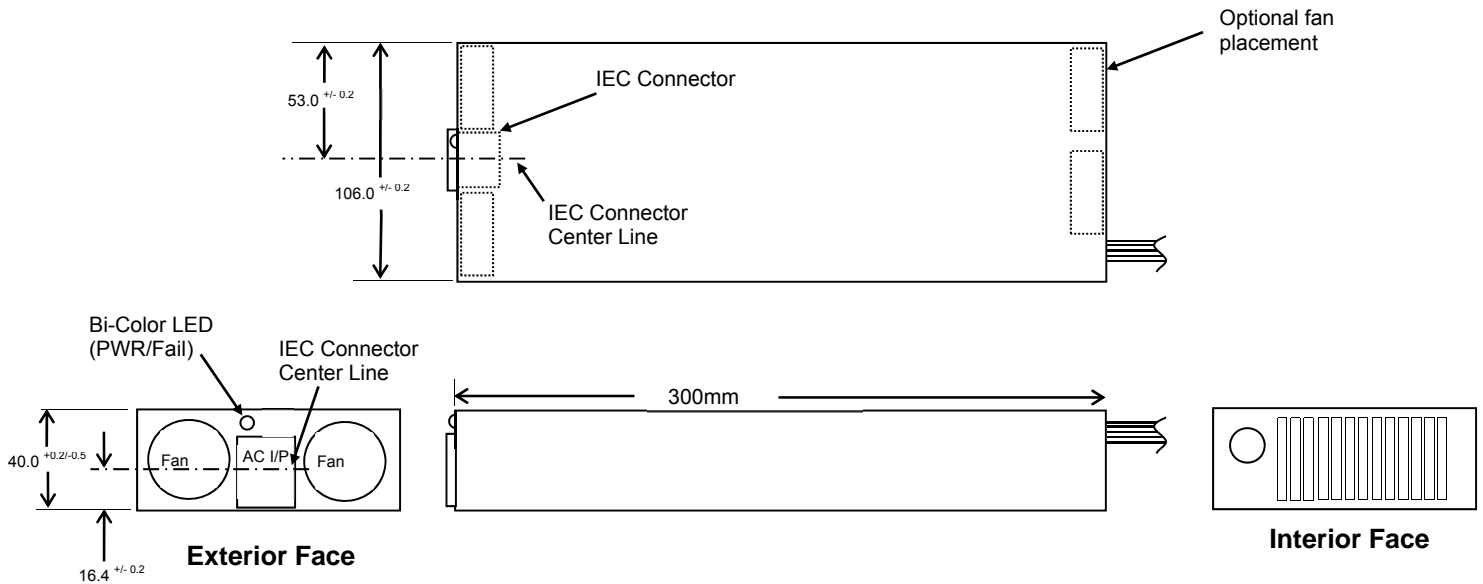 Optional fan
placement
IEC Connector
53.0 +/- 0.2
106.0 +/- 0.2
IEC Connector
Center Line
Bi-Color LED
(PWR/Fail)
IEC Connector
Center Line
300mm
40.0 +0.2/-0.5
Fan
AC I/P
Fan
16.4 +/- 0.2
Exterior Face
Interior Face